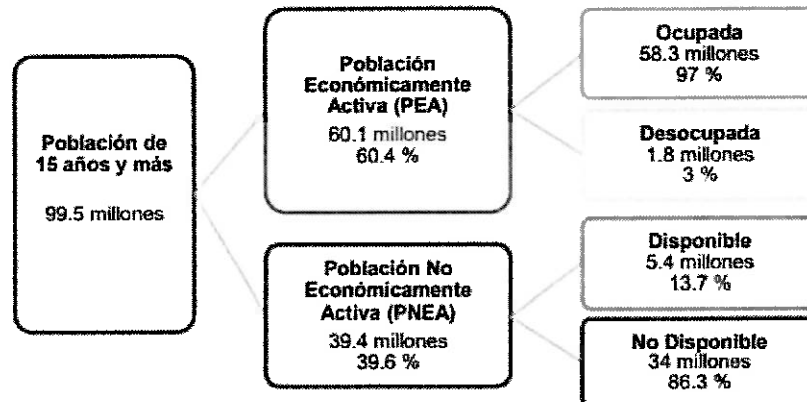 Población de
15 años y más
99.5 millones
Población
Económicamente
Activa (PEA)
60.1 millones
60.4 %
Población No
Económicamente
Activa (PNEA)
39.4 millones
39.6 %
Ocupada
58.3 millones
97 %
Desocupada
1.8 millones
3 %
Disponible
5.4 millones
13.7 %
No Disponible
34 millones
86.3 %